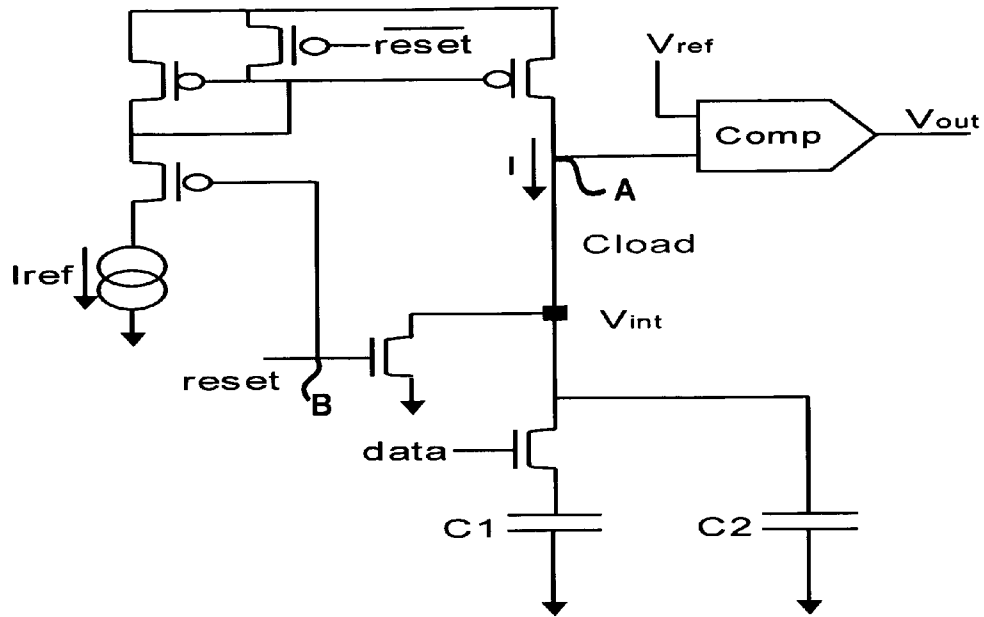 reset
Vref
Comp
Vout
I
A
Cload
Iref
Vint
reset
B
data
C1
C2